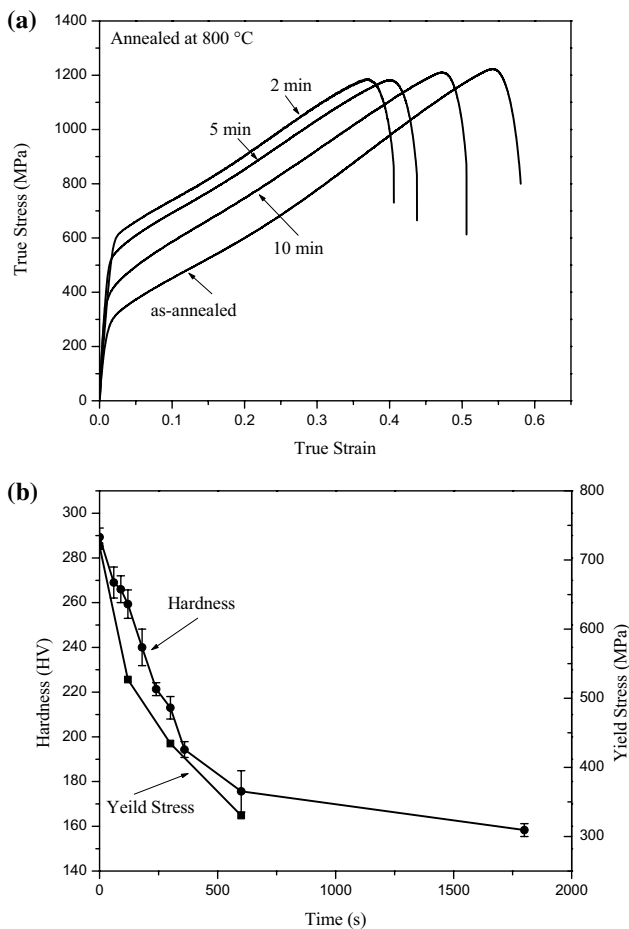 (a)
Annealed at 800 °C
2 min
5 min
10 min
as-annealed
1400
1200
1000
800
600
400
200
0
True Stress (MPa)
0.0 0.1 0.2 0.3 0.4 0.5 0.6
True Strain
(b)
300
280
260
240
220
200
180
160
140
Hardness (HV)
Hardness
Yeild Stress
800
700
600
500
400
300
Yield Stress (MPa)
0 500 1000 1500 2000
Time (s)